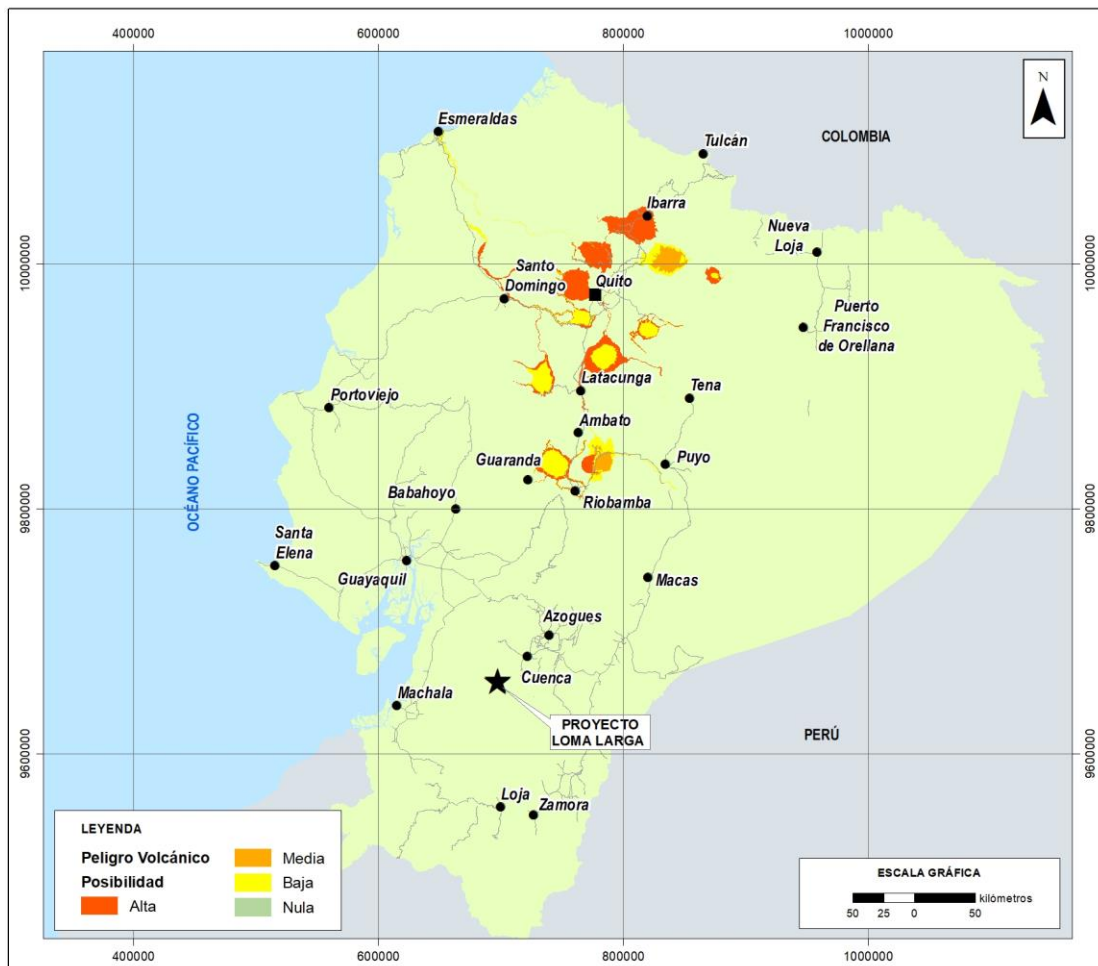 400000
600000
800000
1000000
N
Esmeraldas
Tulcán
COLOMBIA
Ibarra
Nueva
Loja
10000000
10000000
Santo
Domingo
Quito
Puerto
Francisco
de Orellana
Latacunga
Tena
Portoviejo
Ambato
OCÉANO PACÍFICO
Guaranda
Puyo
Babahoyo
Riobamba
9800000
9800000
Santa
Elena
Guayaquil
Macas
Azogues
Cuenca
Machala
PROYECTO
LOMA LARGA
PERÚ
9600000
9600000
Loja
Zamora
LEYENDA
Peligro Volcánico
Posibilidad
Alta
Media
Baja
Nula
ESCALA GRÁFICA
kilómetros
50 25 0 50
400000
600000
800000
1000000